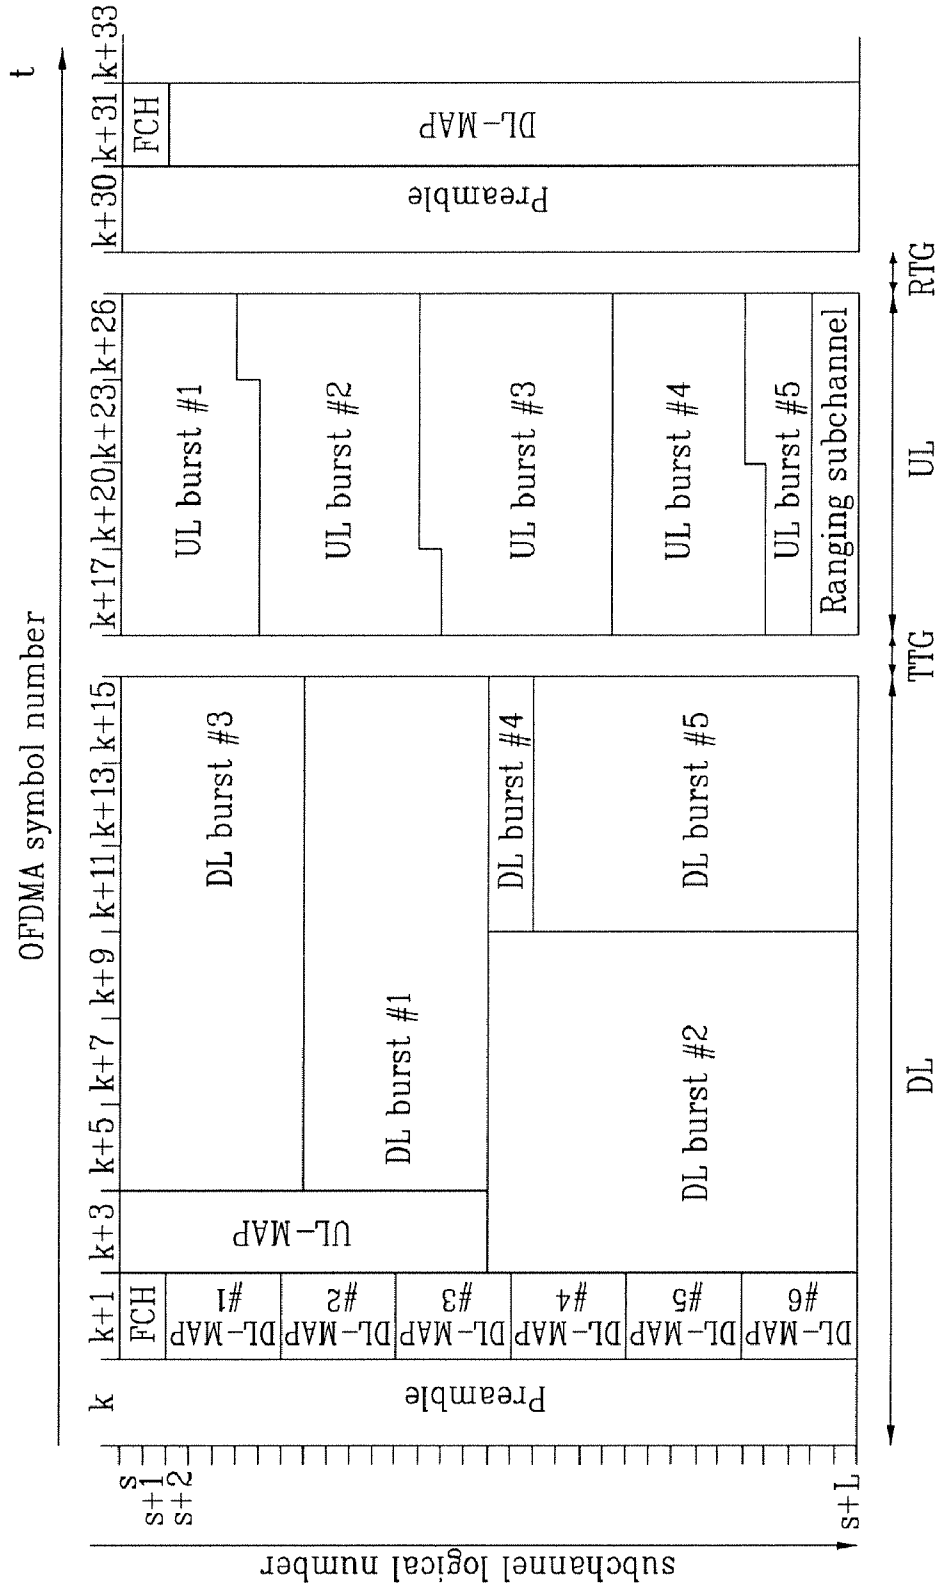 OFDMA symbol number
t
k
k+1
k+3
k+5
k+7
k+9
k+11
k+13
k+15
k+17
k+20
k+23
k+26
k+30
k+31
k+33
subchannel logical number
s
s+1
s+2
s+L
Preamble
FCH
DL-MAP
#1
DL-MAP
#2
DL-MAP
#3
DL-MAP
#4
DL-MAP
#5
DL-MAP
#6
UL-MAP
DL burst #3
DL burst #1
DL burst #2
DL burst #4
DL burst #5
UL burst #1
UL burst #2
UL burst #3
UL burst #4
UL burst #5
Ranging subchannel
Preamble
FCH
DL-MAP
DL
TTG
UL
RTG